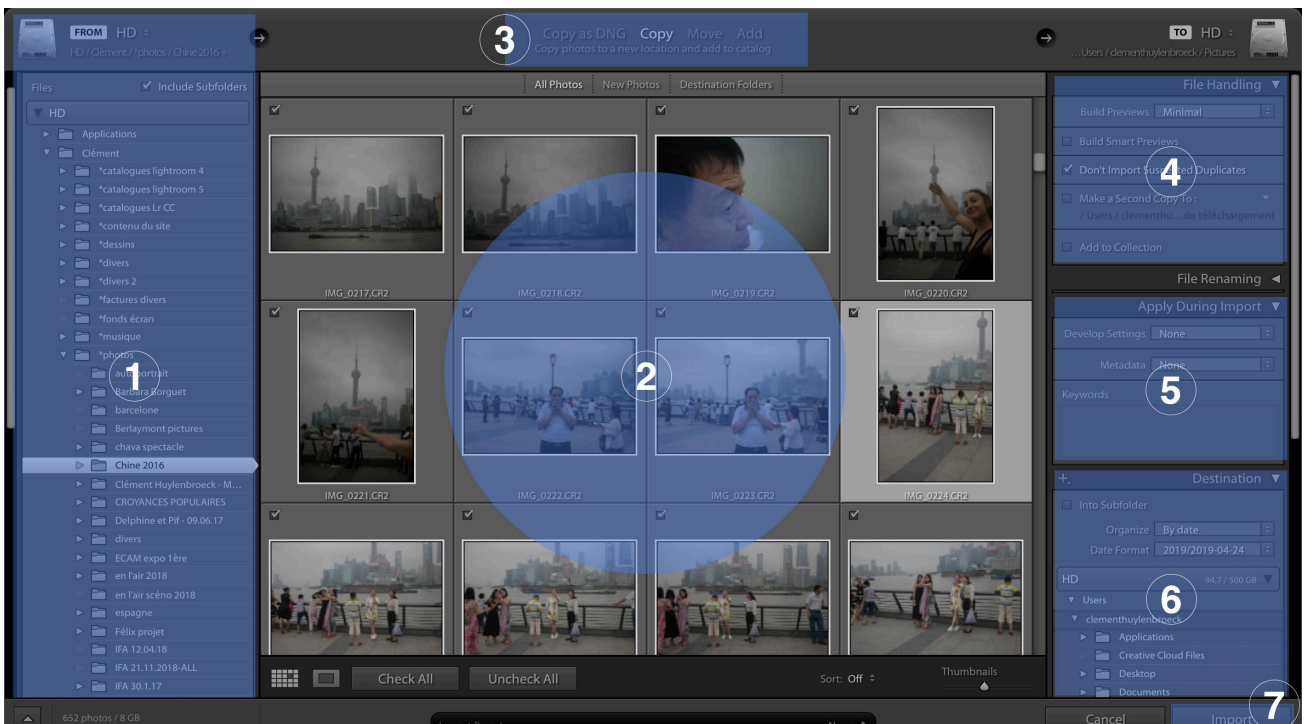 FROM HD
HD / Clément / *photos / Chine 2016 +
3
Copy as DNG Copy Move Add
Copy photos to a new location and add to catalog
TO HD
…Users / clementhuylenbroeck / Pictures
Files
Include Subfolders
HD
Applications
Clément
*catalogues lightroom 4
*catalogues lightroom 5
*catalogues Lr CC
*contenu du site
*dessins
*divers
*divers 2
*factures divers
*fonds écran
*musique
*photos
1
autoportrait
Barbara Borguet
barcelone
Berlaymont pictures
chava spectacle
Chine 2016
Clément Huylenbroeck - M…
CROYANCES POPULAIRES
Delphine et Pif - 09.06.17
divers
ECAM expo 1ère
en l'air 2018
en l'air scéno 2018
espagne
Félix projet
IFA 12.04.18
IFA 21.11.2018-ALL
IFA 30.1.17
652 photos / 8 GB
All Photos New Photos Destination Folders
IMG_0217.CR2
IMG_0218.CR2
IMG_0219.CR2
IMG_0220.CR2
2
IMG_0221.CR2
IMG_0222.CR2
IMG_0223.CR2
IMG_0224.CR2
Check All
Uncheck All
Sort: Off
Thumbnails
File Handling
Build Previews Minimal
Build Smart Previews
4
Don't Import Suspected Duplicates
Make a Second Copy To :
/ Users / clementhu…de téléchargement
Add to Collection
File Renaming
Apply During Import
Develop Settings None
Metadata None
5
Keywords
Destination
Into Subfolder
Organize By date
Date Format 2019/2019-04-24
HD 94,7 / 500 GB
6
Users
clementhuylenbroeck
Applications
Creative Cloud Files
Desktop
Documents
7
Cancel
Import